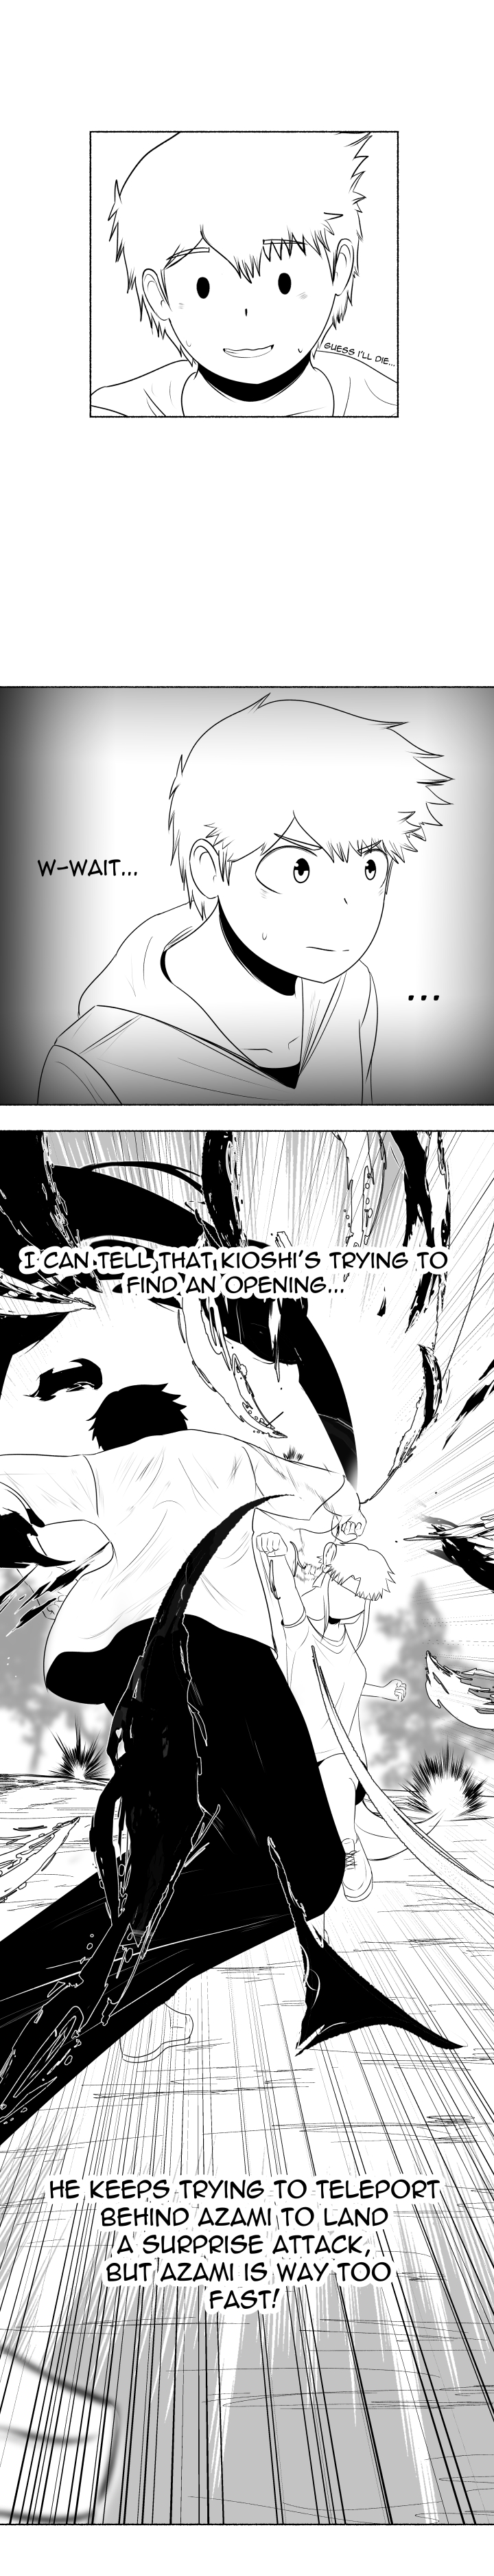 GUESS I'LL DIE...
W-WAIT...
...
I CAN TELL THAT KIOSHI'S TRYING TO
FIND AN OPENING...
HE KEEPS TRYING TO TELEPORT
BEHIND AZAMI TO LAND
A SURPRISE ATTACK,
BUT AZAMI IS WAY TOO
FAST!